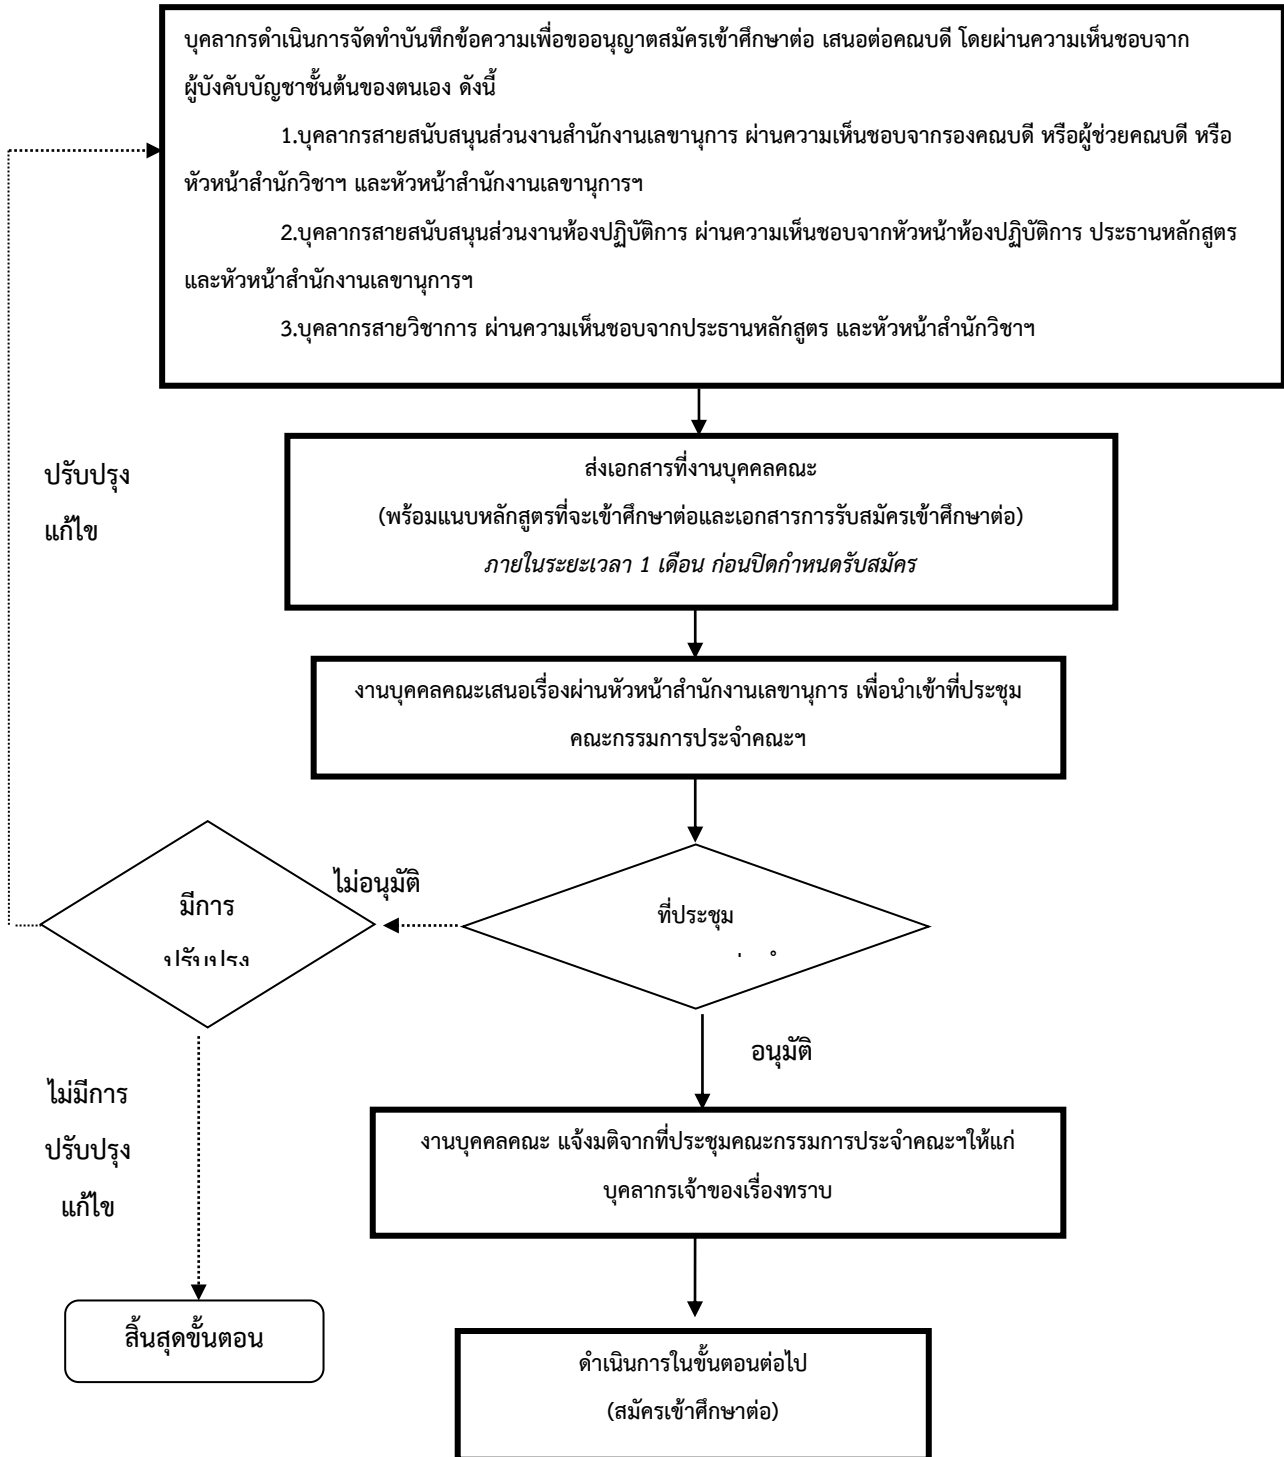 บุคลากรดำเนินการจัดทำบันทึกข้อความเพื่อขออนุญาตสมัครเข้าศึกษาต่อ เสนอต่อคณบดี โดยผ่านความเห็นชอบจาก
ผู้บังคับบัญชาชั้นต้นของตนเอง ดังนี้
1.บุคลากรสายสนับสนุนส่วนงานสำนักงานเลขานุการ ผ่านความเห็นชอบจากรองคณบดี หรือผู้ช่วยคณบดี หรือ
หัวหน้าสำนักวิชาฯ และหัวหน้าสำนักงานเลขานุการฯ
2.บุคลากรสายสนับสนุนส่วนงานห้องปฏิบัติการ ผ่านความเห็นชอบจากหัวหน้าห้องปฏิบัติการ ประธานหลักสูตร
และหัวหน้าสำนักงานเลขานุการฯ
3.บุคลากรสายวิชาการ ผ่านความเห็นชอบจากประธานหลักสูตร และหัวหน้าสำนักวิชาฯ
ปรับปรุง
แก้ไข
ส่งเอกสารที่งานบุคคลคณะ
(พร้อมแนบหลักสูตรที่จะเข้าศึกษาต่อและเอกสารการรับสมัครเข้าศึกษาต่อ)
ภายในระยะเวลา 1 เดือน ก่อนปิดกำหนดรับสมัคร
งานบุคคลคณะเสนอเรื่องผ่านหัวหน้าสำนักงานเลขานุการ เพื่อนำเข้าที่ประชุม
คณะกรรมการประจำคณะฯ
ไม่อนุมัติ
มีการ
ปรับปรุง
ที่ประชุม
อนุมัติ
ไม่มีการ
ปรับปรุง
แก้ไข
งานบุคคลคณะ แจ้งมติจากที่ประชุมคณะกรรมการประจำคณะฯให้แก่
บุคลากรเจ้าของเรื่องทราบ
สิ้นสุดขั้นตอน
ดำเนินการในขั้นตอนต่อไป
(สมัครเข้าศึกษาต่อ)